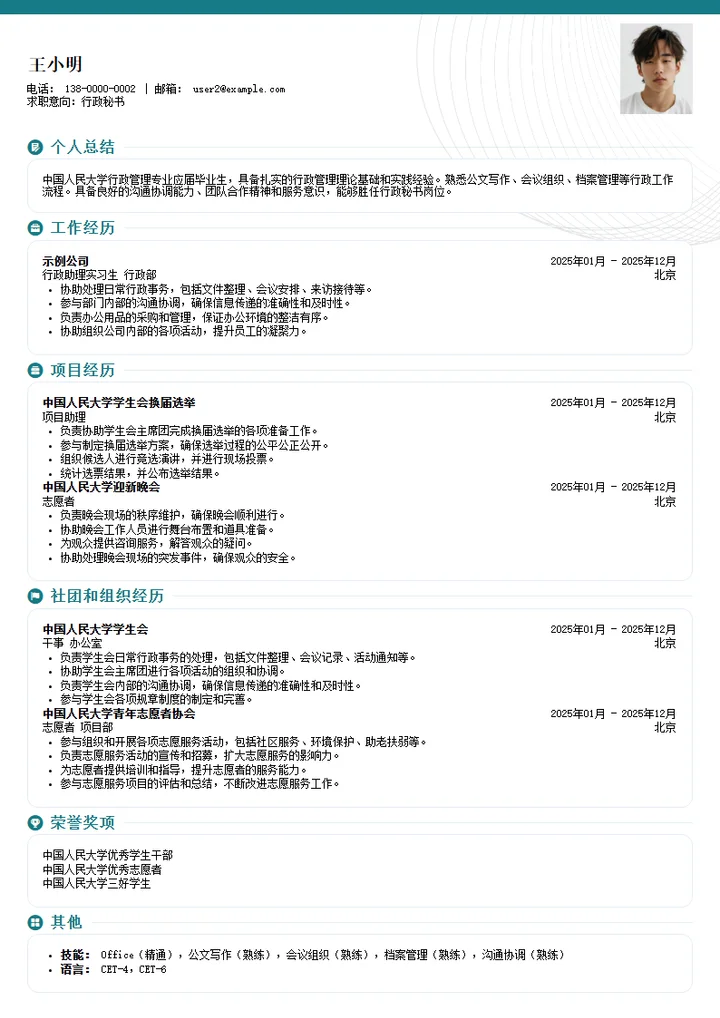 王小明
电话： 138-0000-0002 | 邮箱： user2@example.com
求职意向：行政秘书
个人总结
中国人民大学行政管理专业应届毕业生，具备扎实的行政管理理论基础和实践经验。熟悉公文写作、会议组织、档案管理等行政工作
流程。具备良好的沟通协调能力、团队合作精神和服务意识，能够胜任行政秘书岗位。
工作经历
示例公司 2025年01月 - 2025年12月
行政助理实习生 行政部 北京
• 协助处理日常行政事务，包括文件整理、会议安排、来访接待等。
• 参与部门内部的沟通协调，确保信息传递的准确性和及时性。
• 负责办公用品的采购和管理，保证办公环境的整洁有序。
• 协助组织公司内部的各项活动，提升员工的凝聚力。
项目经历
中国人民大学学生会换届选举 2025年01月 - 2025年12月
项目助理 北京
• 负责协助学生会主席团完成换届选举的各项准备工作。
• 参与制定换届选举方案，确保选举过程的公平公正公开。
• 组织候选人进行竞选演讲，并进行现场投票。
• 统计选票结果，并公布选举结果。
中国人民大学迎新晚会 2025年01月 - 2025年12月
志愿者 北京
• 负责晚会现场的秩序维护，确保晚会顺利进行。
• 协助晚会工作人员进行舞台布置和道具准备。
• 为观众提供咨询服务，解答观众的疑问。
• 协助处理晚会现场的突发事件，确保观众的安全。
社团和组织经历
中国人民大学学生会 2025年01月 - 2025年12月
干事 办公室 北京
• 负责学生会日常行政事务的处理，包括文件整理、会议记录、活动通知等。
• 协助学生会主席团进行各项活动的组织和协调。
• 负责学生会内部的沟通协调，确保信息传递的准确性和及时性。
• 参与学生会各项规章制度的制定和完善。
中国人民大学青年志愿者协会 2025年01月 - 2025年12月
志愿者 项目部 北京
• 参与组织和开展各项志愿服务活动，包括社区服务、环境保护、助老扶弱等。
• 负责志愿服务活动的宣传和招募，扩大志愿服务的影响力。
• 为志愿者提供培训和指导，提升志愿者的服务能力。
• 参与志愿服务项目的评估和总结，不断改进志愿服务工作。
荣誉奖项
中国人民大学优秀学生干部
中国人民大学优秀志愿者
中国人民大学三好学生
其他
• 技能： Office（精通），公文写作（熟练），会议组织（熟练），档案管理（熟练），沟通协调（熟练）
• 语言： CET-4，CET-6